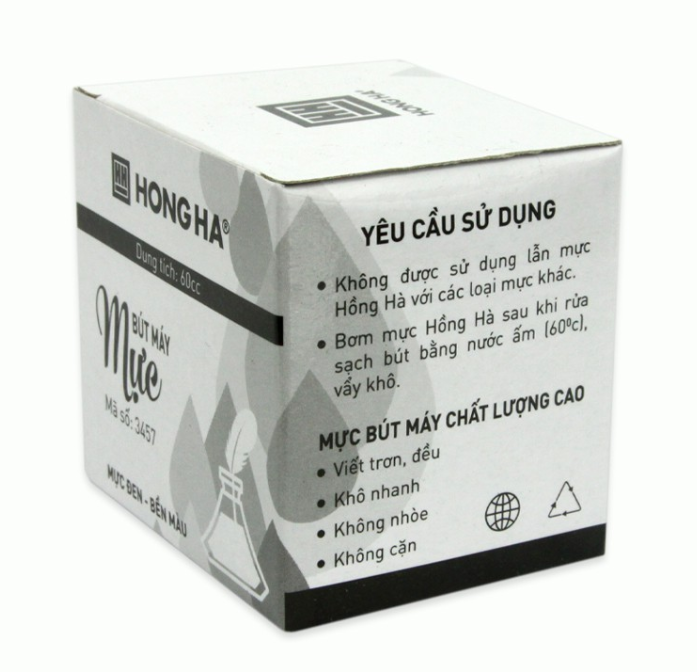 HONG HA®
HONG HA®
Dung tích: 60cc
BÚT MÁY
Mực
Mã số: 3457
MỰC ĐEN - BỀN MÀU
YÊU CẦU SỬ DỤNG
• Không được sử dụng lẫn mực
Hồng Hà với các loại mực khác.
• Bơm mực Hồng Hà sau khi rửa
sạch bút bằng nước ấm (60ºc),
vẩy khô.
MỰC BÚT MÁY CHẤT LƯỢNG CAO
• Viết trơn, đều
• Khô nhanh
• Không nhòe
• Không cặn